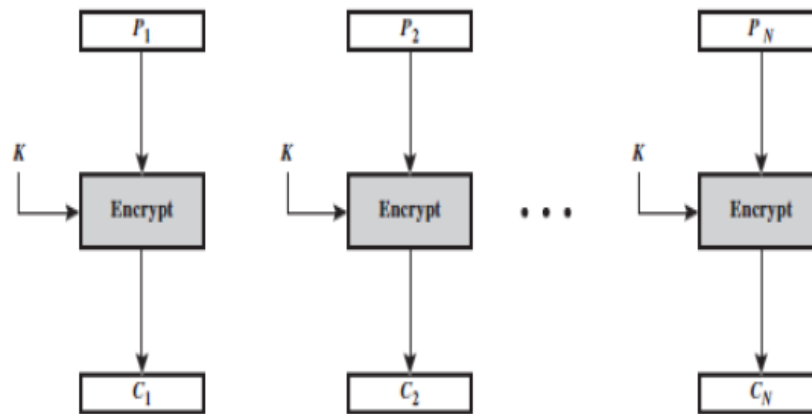 P1 P2 PN
K K K
Encrypt Encrypt • • • Encrypt
C1 C2 CN